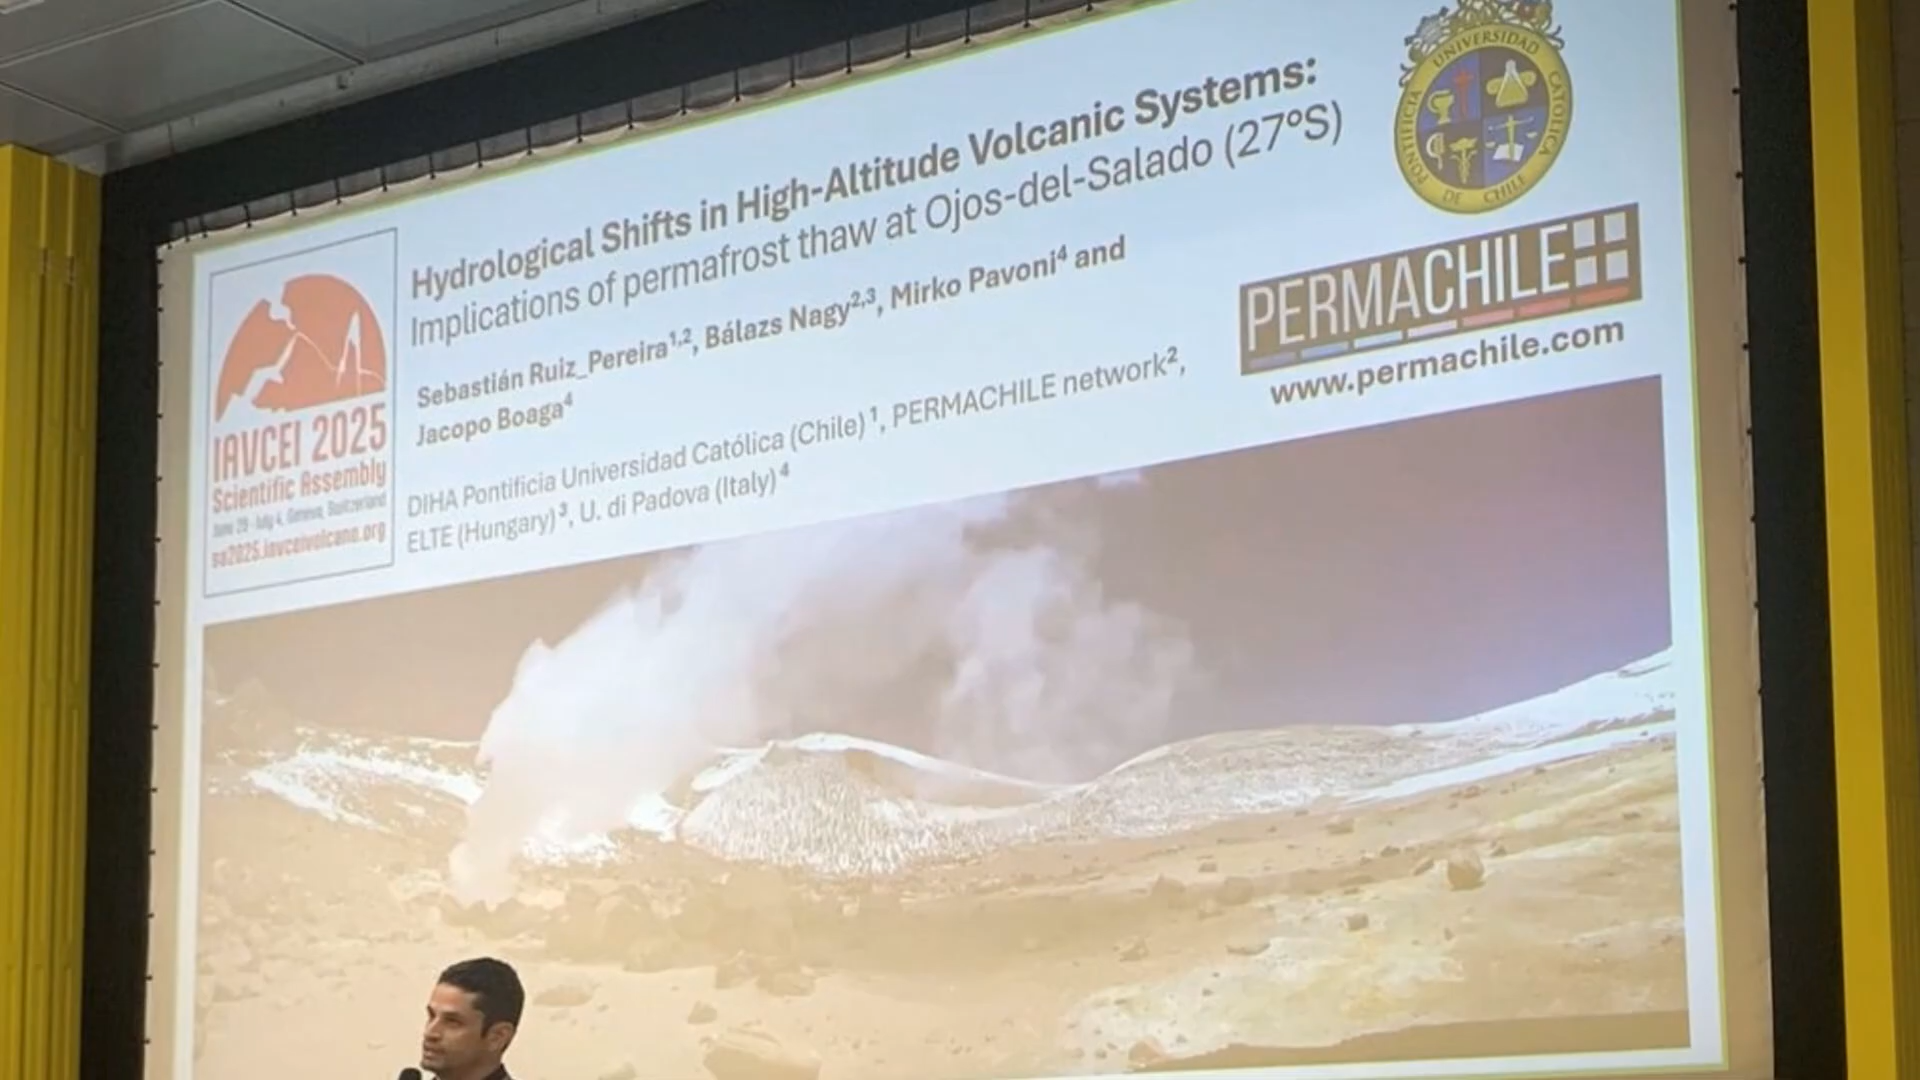 Hydrological Shifts in High-Altitude Volcanic Systems:
Implications of permafrost thaw at Ojos-del-Salado (27°S)
Sebastián Ruiz_Pereira1,2, Bálazs Nagy2,3, Mirko Pavoni4 and
Jacopo Boaga4
DIHA Pontificia Universidad Católica (Chile)1, PERMACHILE network2,
ELTE (Hungary)3, U. di Padova (Italy)4
IAVCEI 2025
Scientific Assembly
June 29 - July 4, Geneva, Switzerland
sa2025.iavceivolcano.org
PONTIFICIA UNIVERSIDAD CATOLICA
DE CHILE
PERMACHILE
www.permachile.com